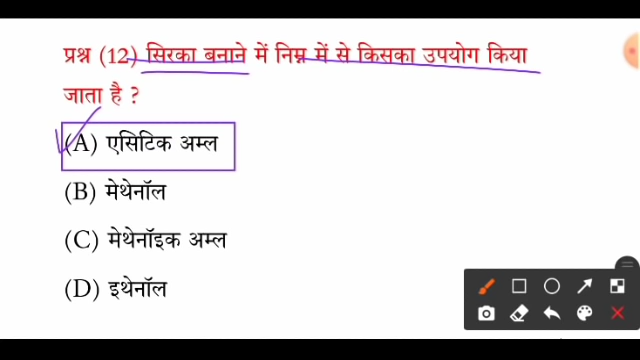 प्रश्न (12) सिरका बनाने में निम्न में से किसका उपयोग किया
जाता है ?
(A) एसिटिक अम्ल
(B) मेथेनॉल
(C) मेथेनॉइक अम्ल
(D) इथेनॉल